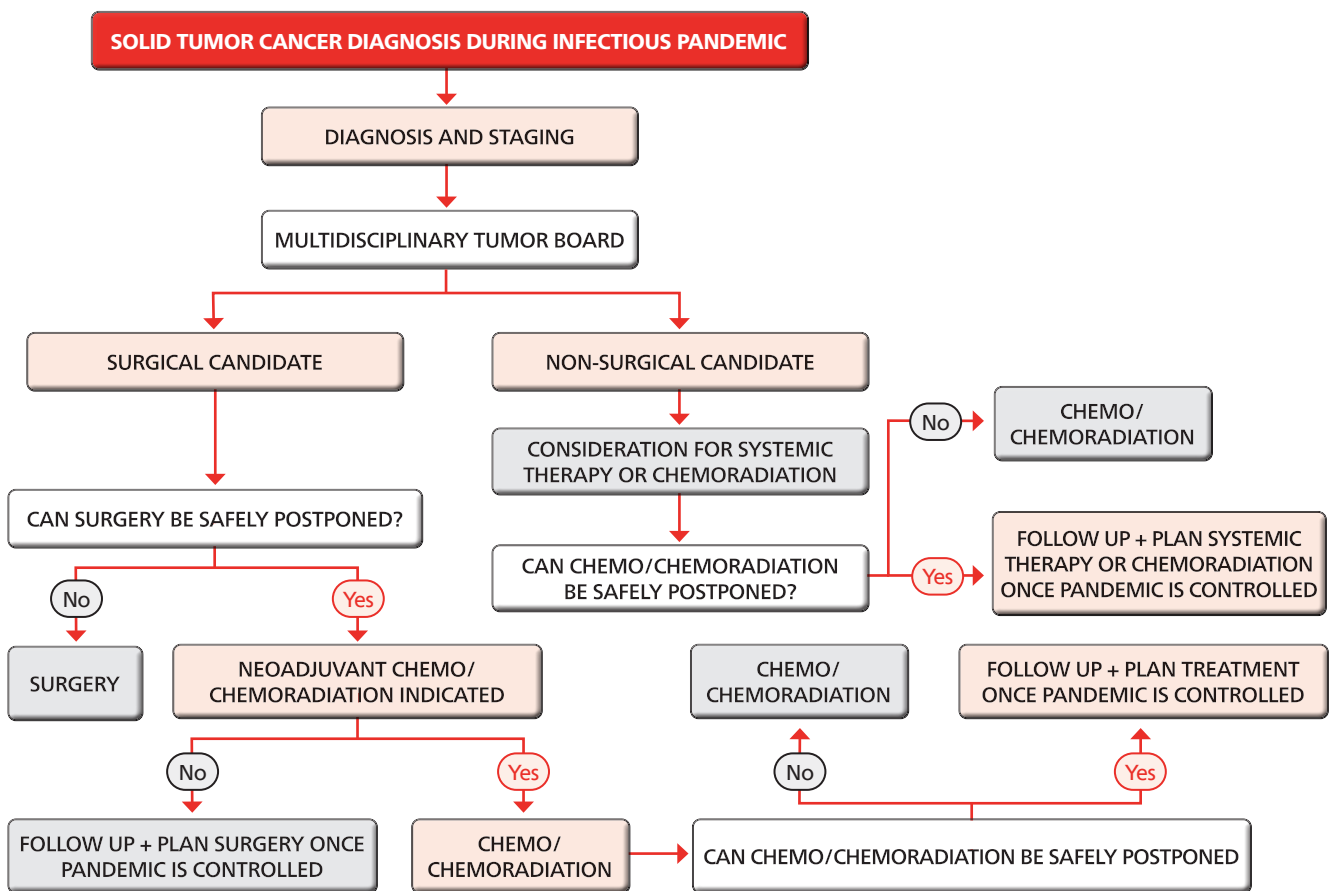 SOLID TUMOR CANCER DIAGNOSIS DURING INFECTIOUS PANDEMIC
DIAGNOSIS AND STAGING
MULTIDISCIPLINARY TUMOR BOARD
SURGICAL CANDIDATE
NON-SURGICAL CANDIDATE
CONSIDERATION FOR SYSTEMIC
THERAPY OR CHEMORADIATION
No
CHEMO/
CHEMORADIATION
CAN SURGERY BE SAFELY POSTPONED?
CAN CHEMO/CHEMORADIATION
BE SAFELY POSTPONED?
Yes
FOLLOW UP + PLAN SYSTEMIC
THERAPY OR CHEMORADIATION
ONCE PANDEMIC IS CONTROLLED
No
Yes
SURGERY
NEOADJUVANT CHEMO/
CHEMORADIATION INDICATED
CHEMO/
CHEMORADIATION
FOLLOW UP + PLAN TREATMENT
ONCE PANDEMIC IS CONTROLLED
No
Yes
No
Yes
FOLLOW UP + PLAN SURGERY ONCE
PANDEMIC IS CONTROLLED
CHEMO/
CHEMORADIATION
CAN CHEMO/CHEMORADIATION BE SAFELY POSTPONED